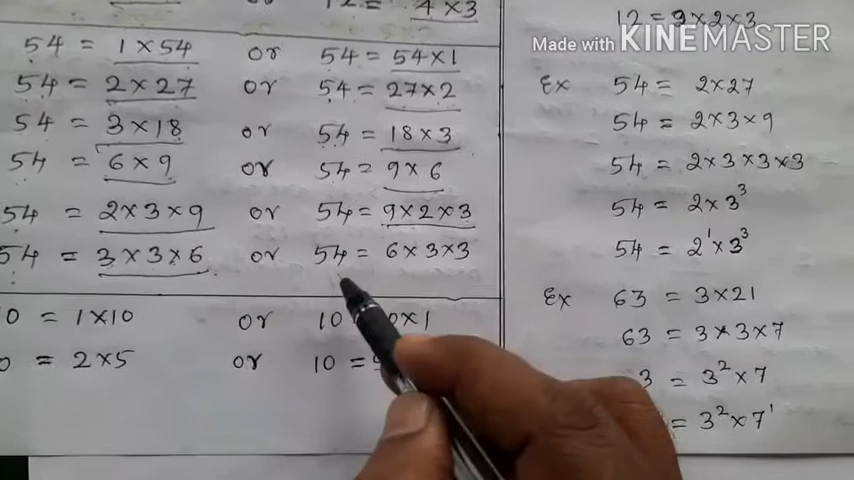 12 = 4×3
54 = 1×54 or 54 = 54×1
54 = 2×27 or 54 = 27×2
54 = 3×18 or 54 = 18×3
54 = 6×9 or 54 = 9×6
54 = 2×3×9 or 54 = 9×2×3
54 = 3×3×6 or 54 = 6×3×3
10 = 1×10 or 10 ×1
= 2×5 or 10 =
12 = 2×2×3
Made with KINEMASTER
Ex 54 = 2×27
54 = 2×3×9
54 = 2×3×3×3
54 = 2×3³
54 = 2¹×3³
Ex 63 = 3×21
63 = 3×3×7
3 = 3²×7
= 3²×7¹